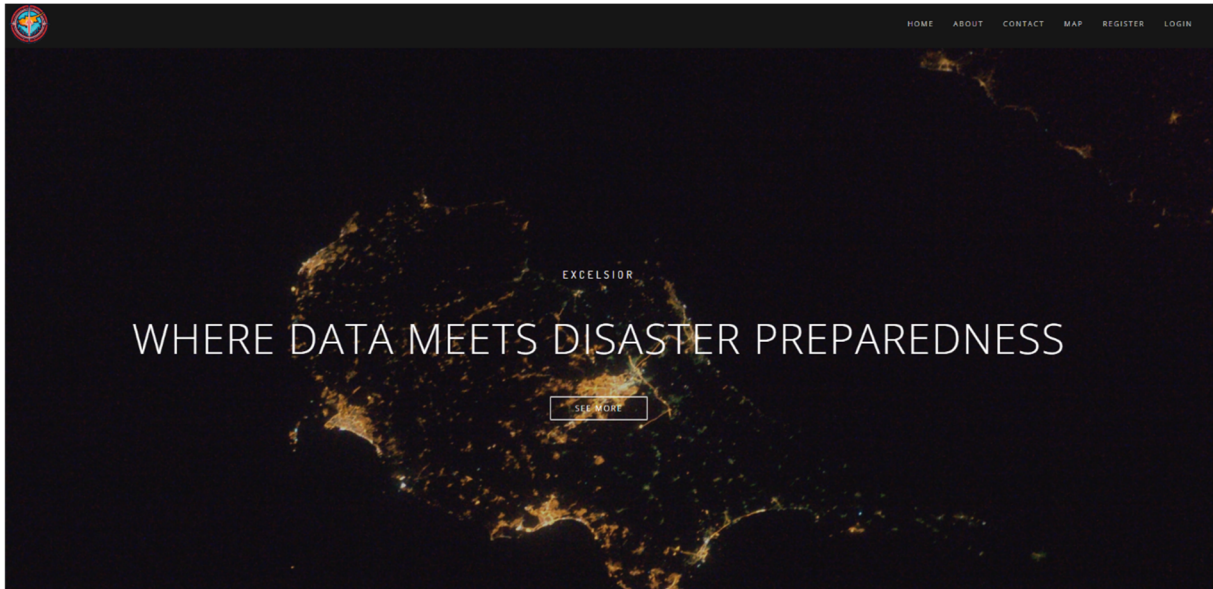 HOME ABOUT CONTACT MAP REGISTER LOGIN
EXCELSIOR
WHERE DATA MEETS DISASTER PREPAREDNESS
SEE MORE